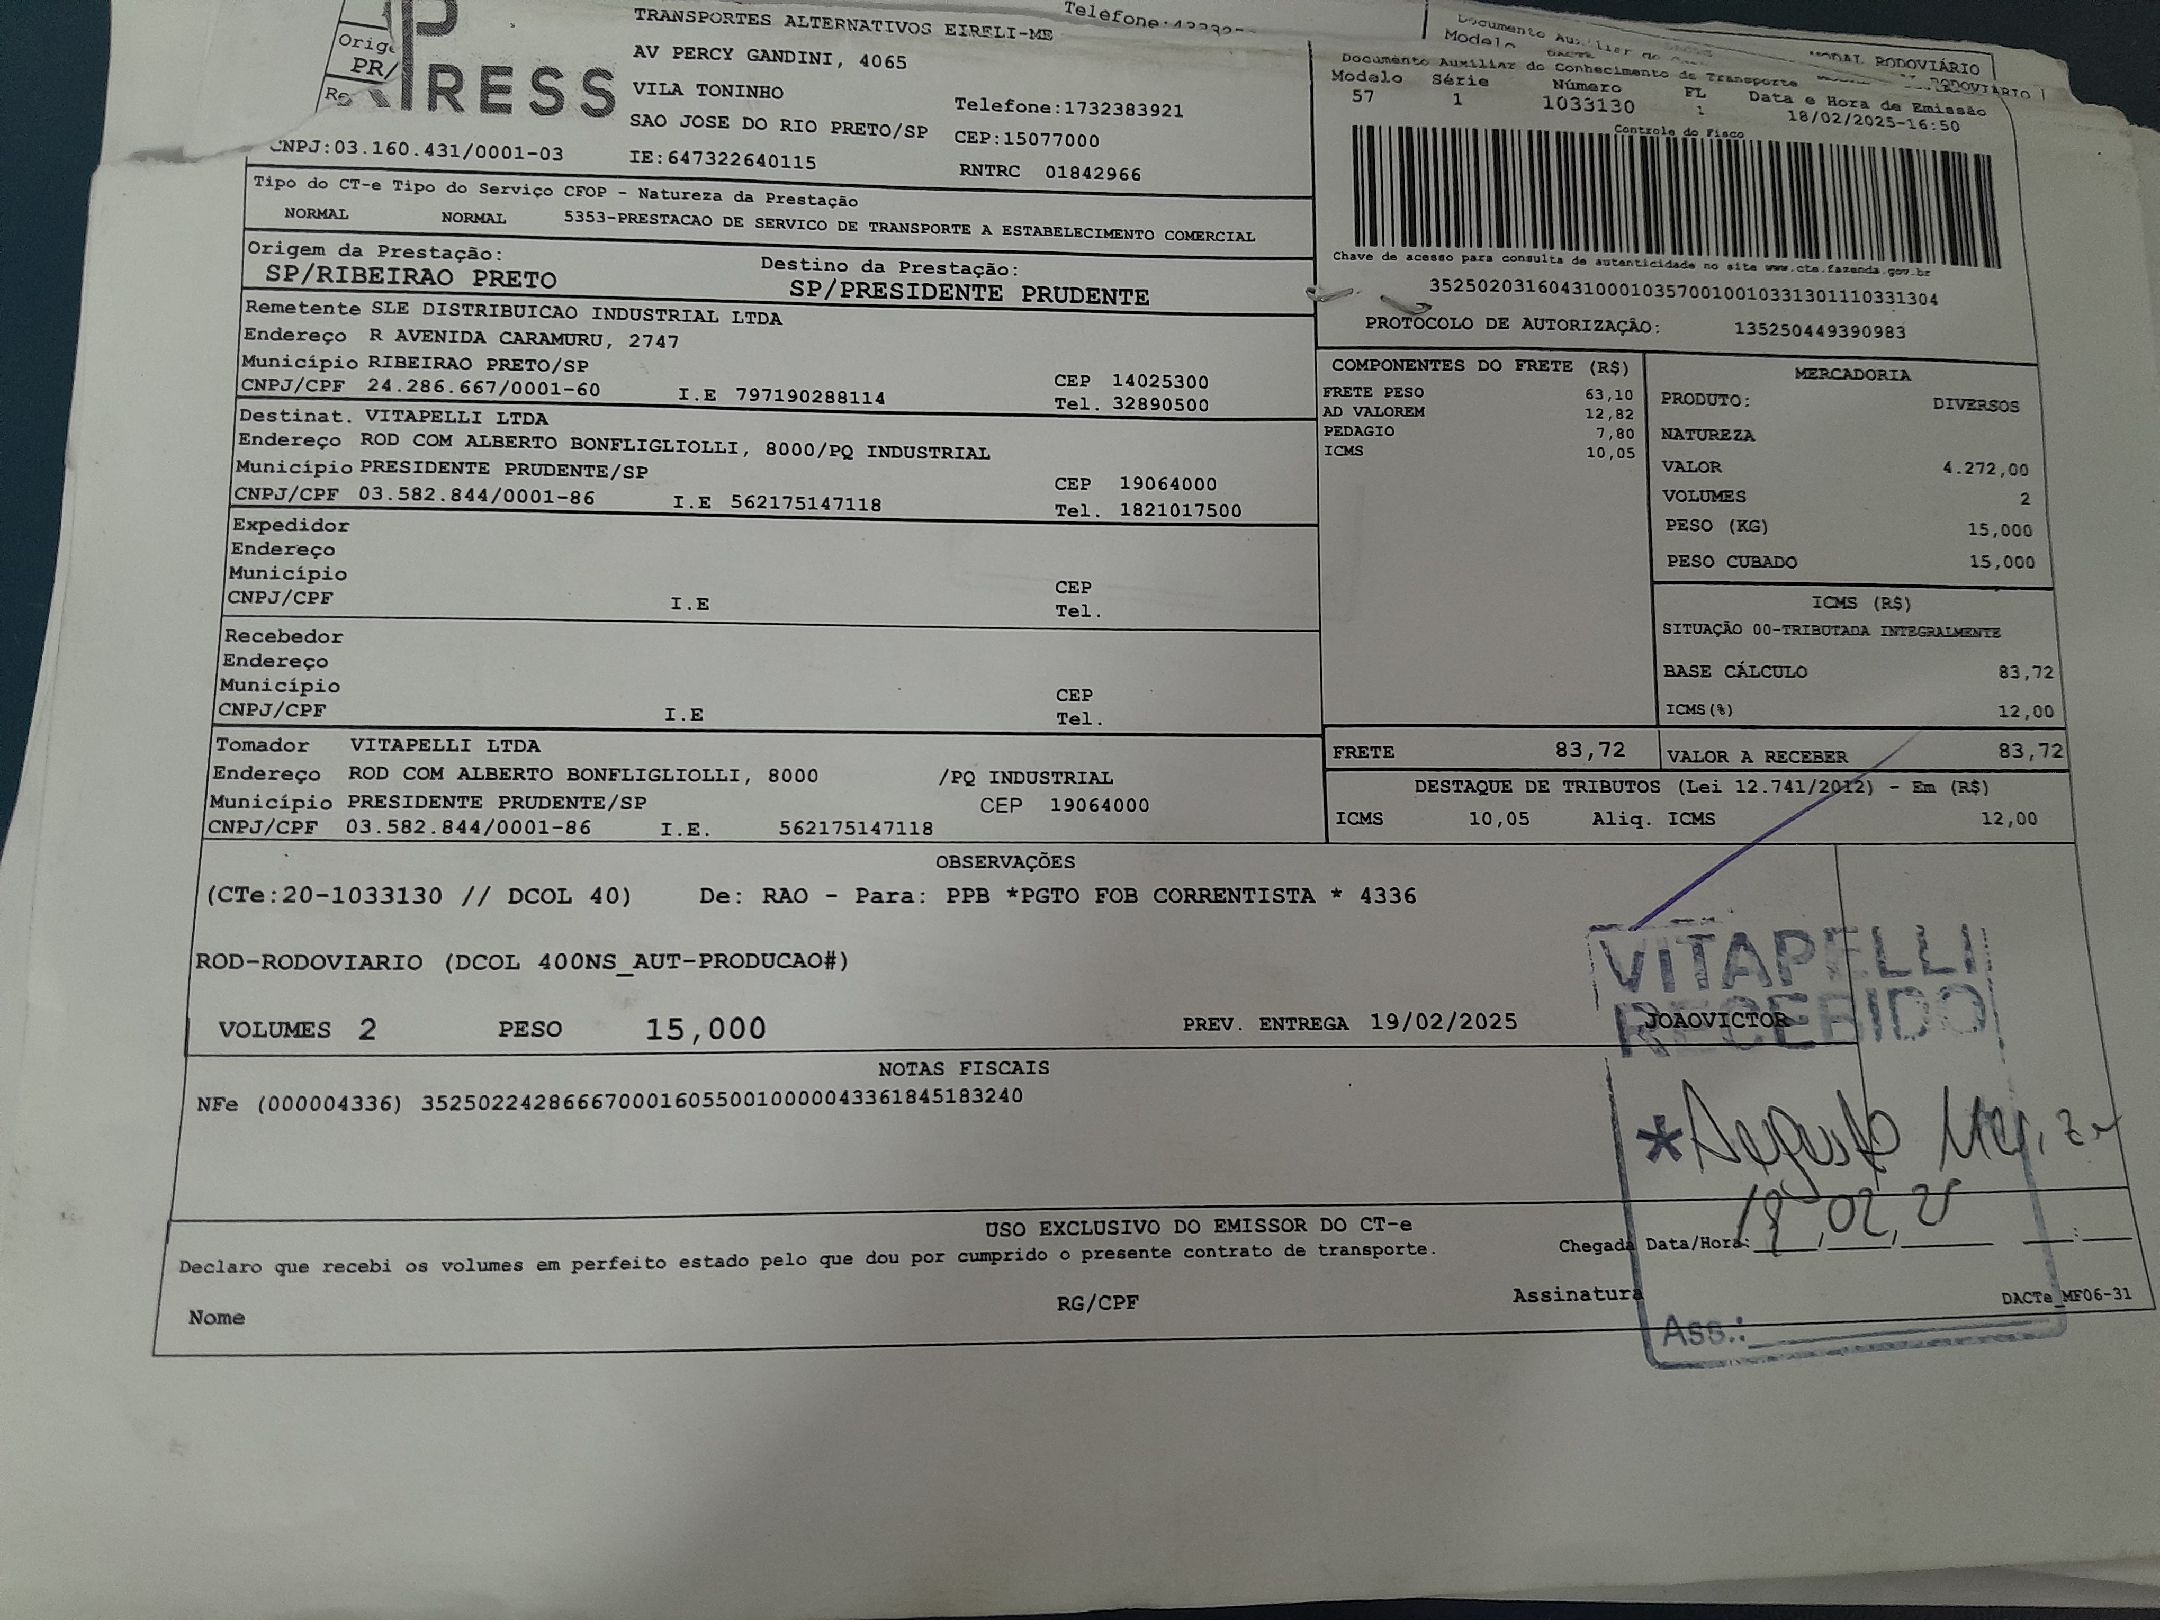 PRESS
TRANSPORTES ALTERNATIVOS EIRELI-ME
AV PERCY GANDINI, 4065
VILA TONINHO
Telefone:1732383921
SAO JOSE DO RIO PRETO/SP CEP:15077000
CNPJ:03.160.431/0001-03 IE:647322640115 RNTRC 01842966
Telefone:
PR/
MODAL RODOVIÁRIO
Documento Auxiliar do Conhecimento de Transporte
Modelo Série Número FL Data e Hora de Emissão
57 1 1033130 1 18/02/2025-16:50
Controle do Fisco
Chave de acesso para consulta de autenticidade no site www.cte.fazenda.gov.br
35250203160431000103570010010331301110331304
PROTOCOLO DE AUTORIZAÇÃO: 135250449390983
Tipo do CT-e Tipo do Serviço CFOP - Natureza da Prestação
NORMAL NORMAL 5353-PRESTACAO DE SERVICO DE TRANSPORTE A ESTABELECIMENTO COMERCIAL
Origem da Prestação: Destino da Prestação:
SP/RIBEIRAO PRETO SP/PRESIDENTE PRUDENTE
Remetente SLE DISTRIBUICAO INDUSTRIAL LTDA
Endereço R AVENIDA CARAMURU, 2747
Município RIBEIRAO PRETO/SP CEP 14025300
CNPJ/CPF 24.286.667/0001-60 I.E 797190288114 Tel. 32890500
Destinat. VITAPELLI LTDA
Endereço ROD COM ALBERTO BONFLIGLIOLLI, 8000/PQ INDUSTRIAL
Município PRESIDENTE PRUDENTE/SP CEP 19064000
CNPJ/CPF 03.582.844/0001-86 I.E 562175147118 Tel. 1821017500
Expedidor
Endereço
Município CEP
CNPJ/CPF I.E Tel.
Recebedor
Endereço
Município CEP
CNPJ/CPF I.E Tel.
Tomador VITAPELLI LTDA
Endereço ROD COM ALBERTO BONFLIGLIOLLI, 8000 /PQ INDUSTRIAL
Município PRESIDENTE PRUDENTE/SP CEP 19064000
CNPJ/CPF 03.582.844/0001-86 I.E. 562175147118
COMPONENTES DO FRETE (R$)
FRETE PESO 63,10
AD VALOREM 12,82
PEDAGIO 7,80
ICMS 10,05
MERCADORIA
PRODUTO: DIVERSOS
NATUREZA
VALOR 4.272,00
VOLUMES 2
PESO (KG) 15,000
PESO CUBADO 15,000
ICMS (R$)
SITUAÇÃO 00-TRIBUTADA INTEGRALMENTE
BASE CÁLCULO 83,72
ICMS(%) 12,00
FRETE 83,72 VALOR A RECEBER 83,72
DESTAQUE DE TRIBUTOS (Lei 12.741/2012) - Em (R$)
ICMS 10,05 Aliq. ICMS 12,00
OBSERVAÇÕES
(CTe:20-1033130 // DCOL 40) De: RAO - Para: PPB *PGTO FOB CORRENTISTA * 4336
ROD-RODOVIARIO (DCOL 400NS_AUT-PRODUCAO#)
VOLUMES 2 PESO 15,000 PREV. ENTREGA 19/02/2025 JOAOVICTOR
VITAPELLI
RECEBIDO
NOTAS FISCAIS
NFe (000004336) 35250224286667000160550010000043361845183240
USO EXCLUSIVO DO EMISSOR DO CT-e
Declaro que recebi os volumes em perfeito estado pelo que dou por cumprido o presente contrato de transporte. Chegada Data/Hora:
Nome RG/CPF Assinatura DACTe_MF06-31
Ass.: